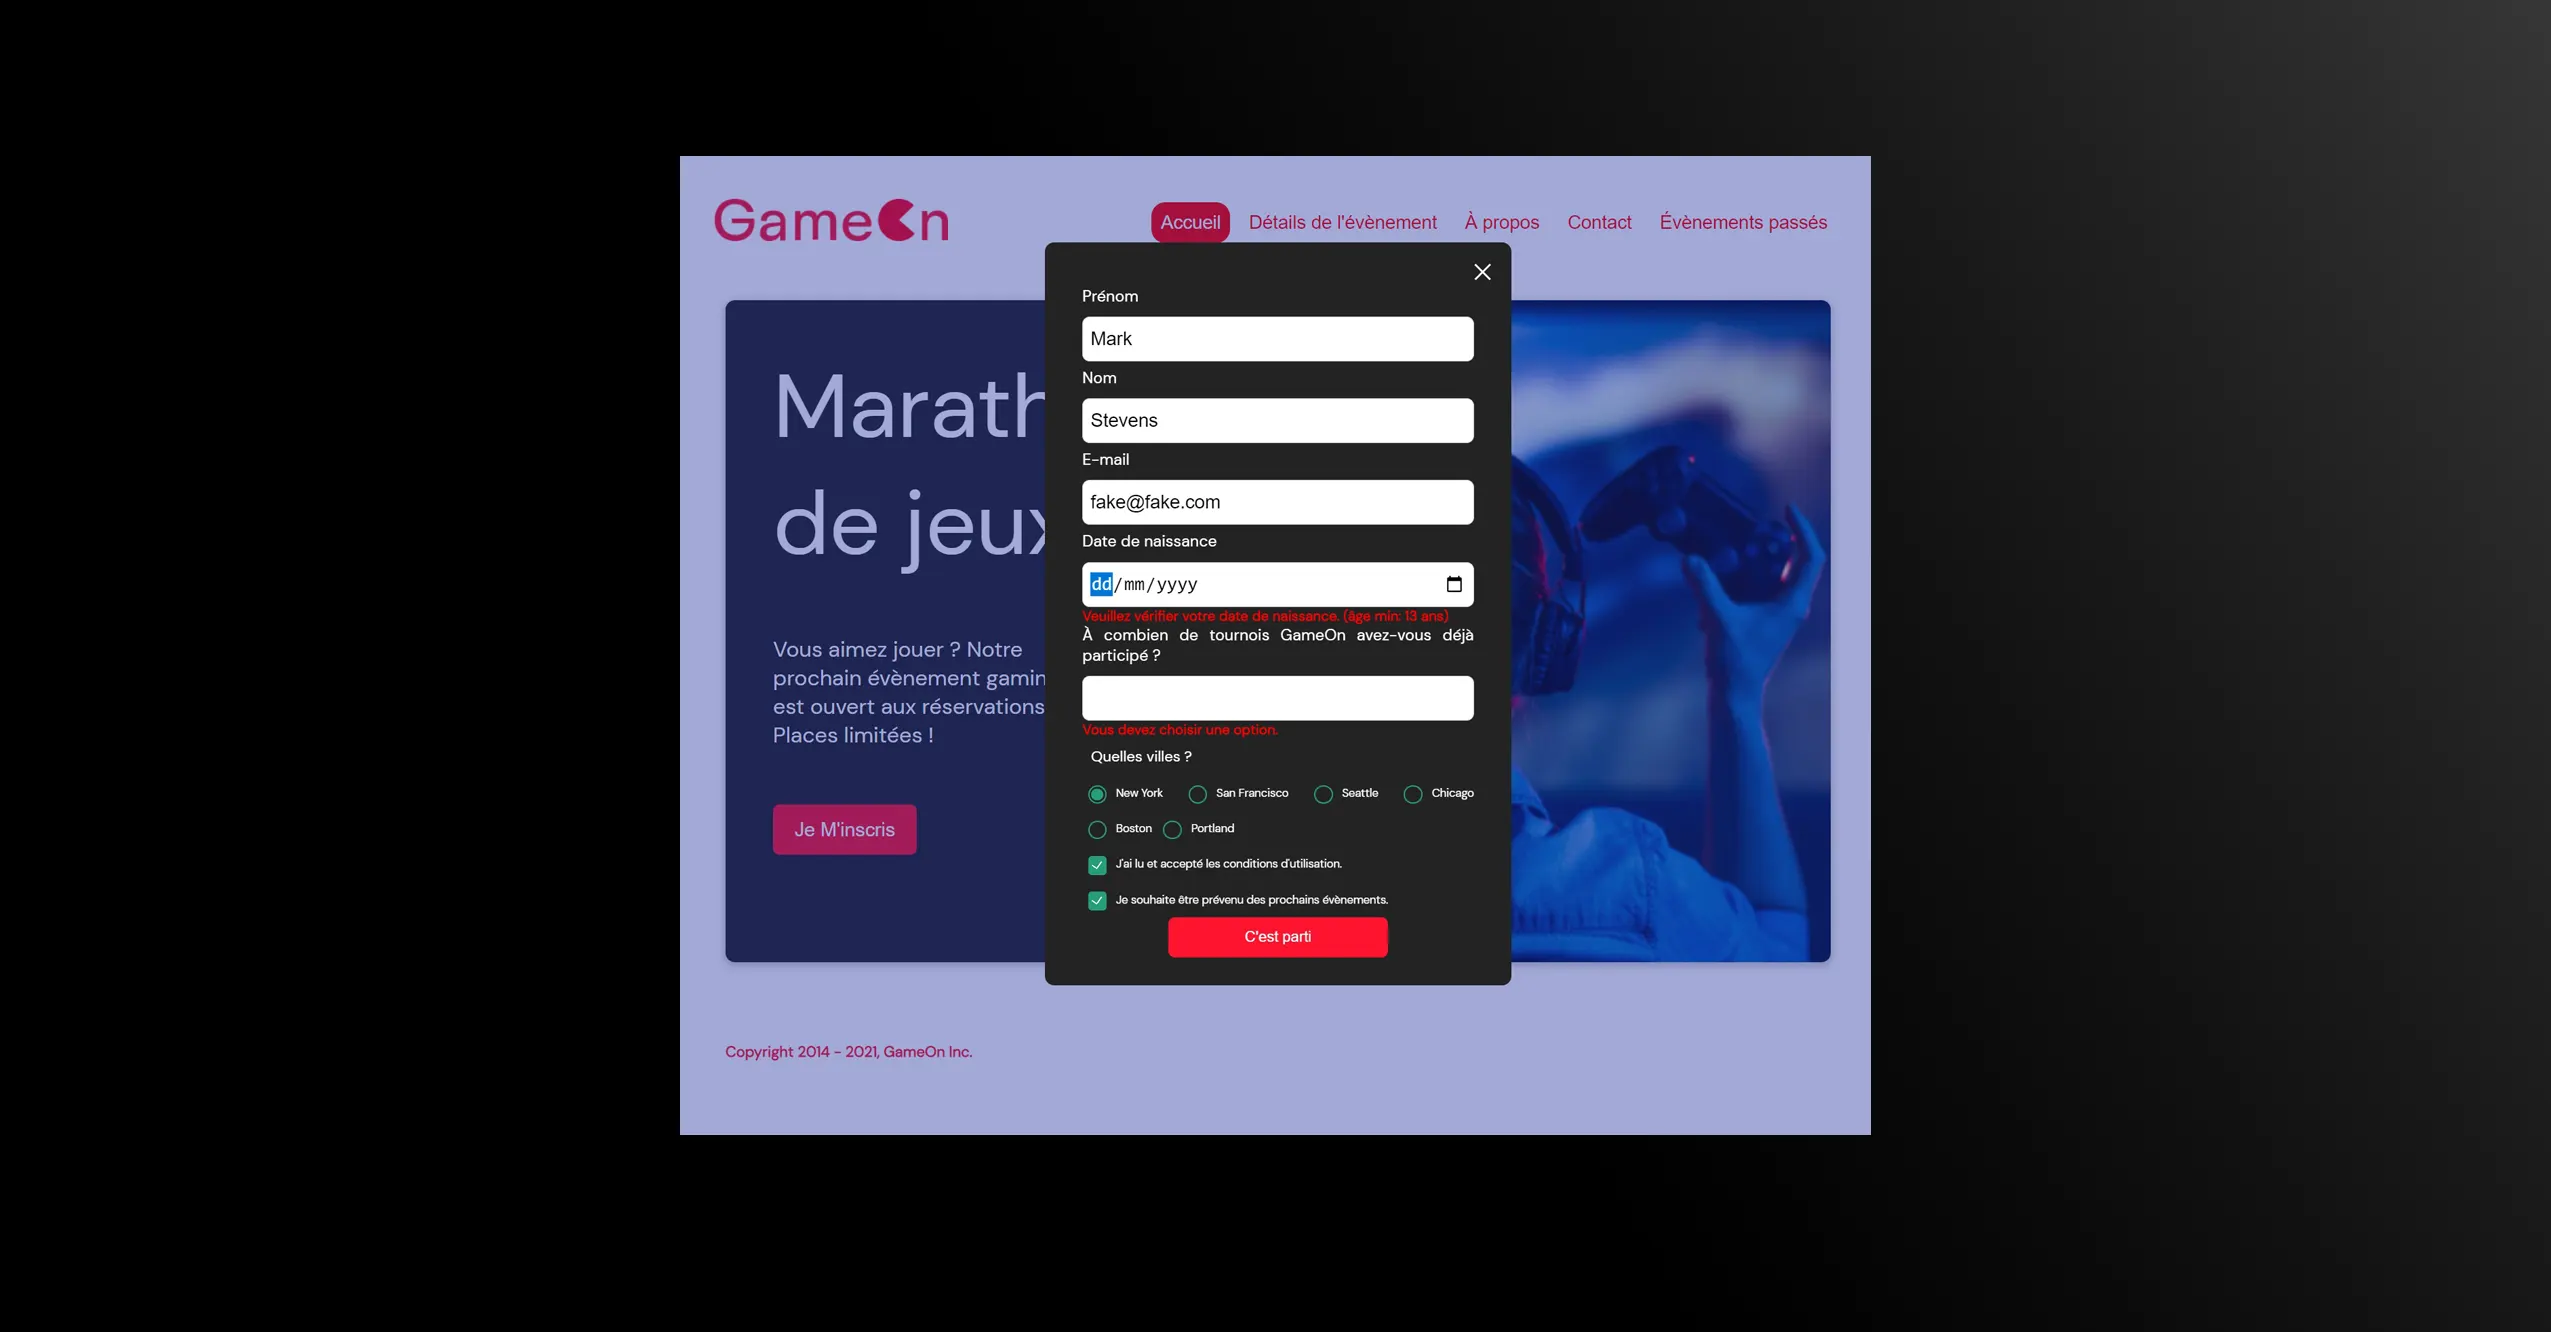 GameOn
Accueil
Détails de l'évènement
À propos
Contact
Évènements passés
Marath
de jeux
Vous aimez jouer ? Notre
prochain évènement gamin
est ouvert aux réservations
Places limitées !
Je M'inscris
Prénom
Mark
Nom
Stevens
E-mail
fake@fake.com
Date de naissance
dd/mm/yyyy
Veuillez vérifier votre date de naissance. (âge min: 13 ans)
À combien de tournois GameOn avez-vous déjà
participé ?
Vous devez choisir une option.
Quelles villes ?
New York
San Francisco
Seattle
Chicago
Boston
Portland
J'ai lu et accepté les conditions d'utilisation.
Je souhaite être prévenu des prochains évènements.
C'est parti
Copyright 2014 - 2021, GameOn Inc.